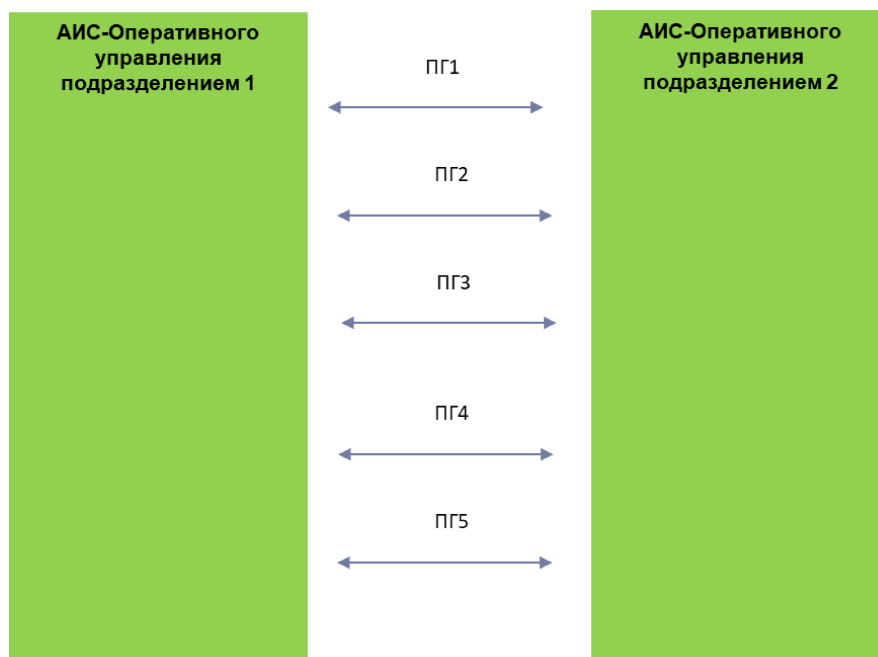 АИС-Оперативного
управления
подразделением 1
ПГ1
ПГ2
ПГ3
ПГ4
ПГ5
АИС-Оперативного
управления
подразделением 2